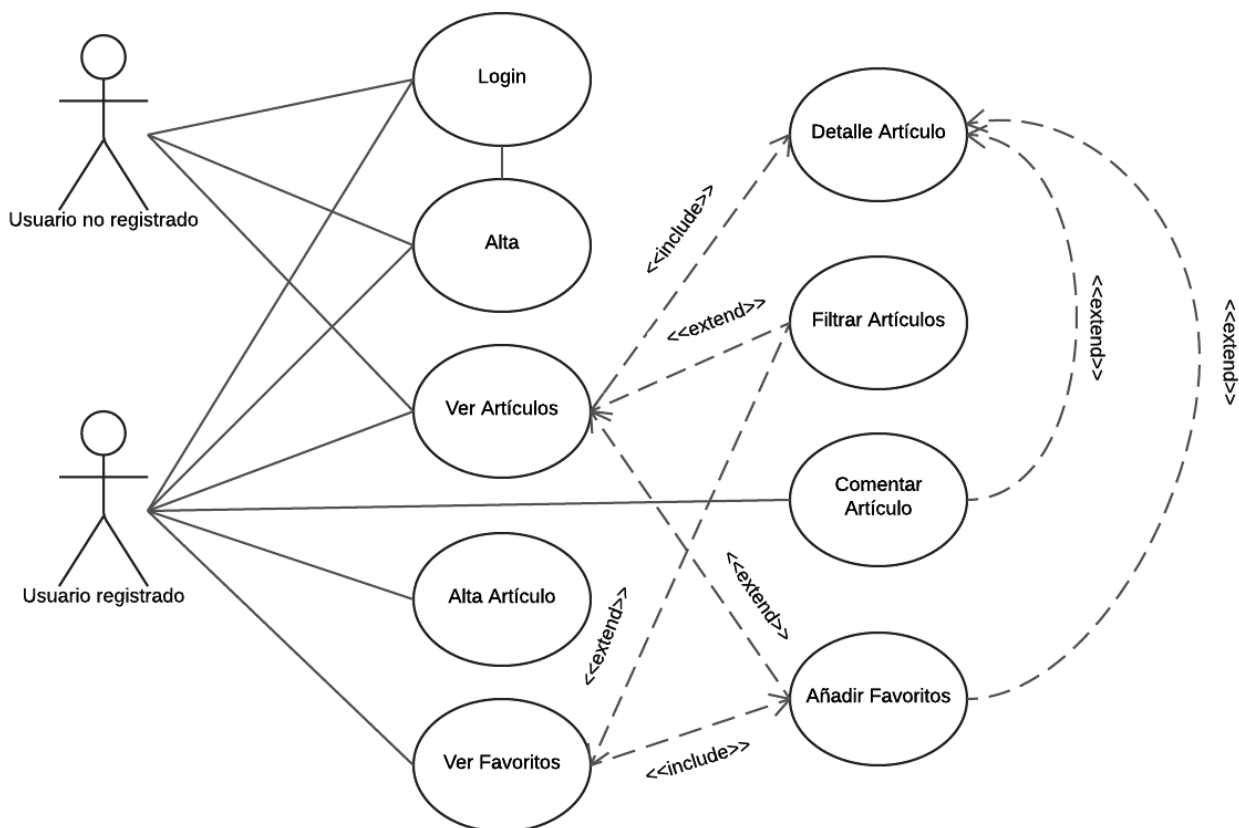 Login
Detalle Artículo
Usuario no registrado
<<include>>
Alta
<<extend>>
Filtrar Artículos
<<extend>>
<<extend>>
Ver Artículos
Comentar
Artículo
Usuario registrado
Alta Artículo
<<extend>>
<<extend>>
Añadir Favoritos
Ver Favoritos
<<include>>